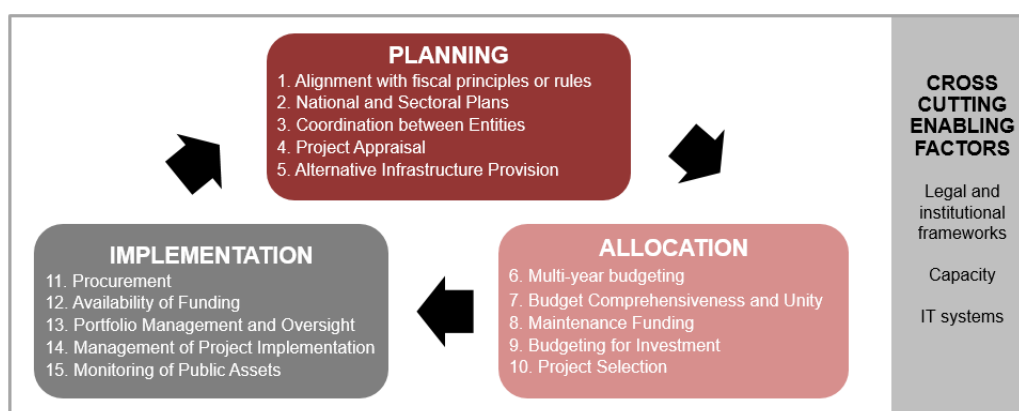 PLANNING
1. Alignment with fiscal principles or rules
2. National and Sectoral Plans
3. Coordination between Entities
4. Project Appraisal
5. Alternative Infrastructure Provision
IMPLEMENTATION
11. Procurement
12. Availability of Funding
13. Portfolio Management and Oversight
14. Management of Project Implementation
15. Monitoring of Public Assets
ALLOCATION
6. Multi-year budgeting
7. Budget Comprehensiveness and Unity
8. Maintenance Funding
9. Budgeting for Investment
10. Project Selection
CROSS
CUTTING
ENABLING
FACTORS
Legal and
institutional
frameworks
Capacity
IT systems